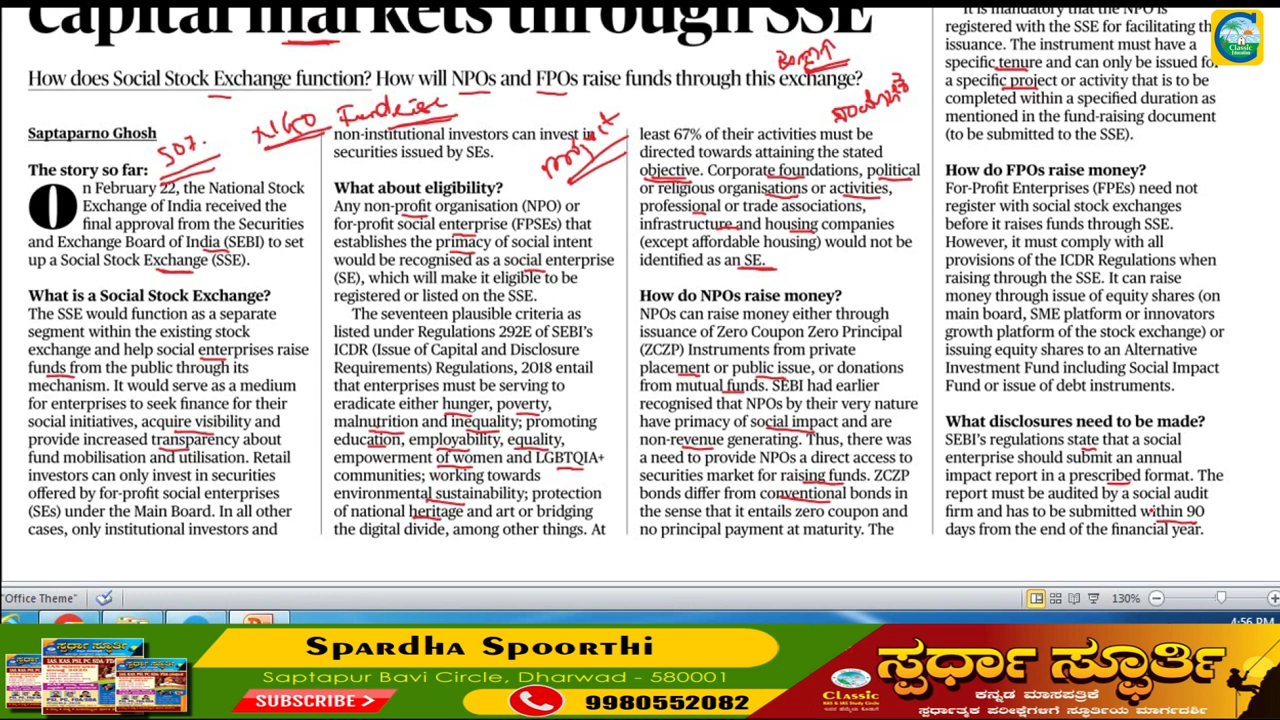 capital markets through SSE
How does Social Stock Exchange function? How will NPOs and FPOs raise funds through this exchange?
Saptaparno Ghosh
The story so far:
On February 22, the National Stock
Exchange of India received the
final approval from the Securities
and Exchange Board of India (SEBI) to set
up a Social Stock Exchange (SSE).
What is a Social Stock Exchange?
The SSE would function as a separate
segment within the existing stock
exchange and help social enterprises raise
funds from the public through its
mechanism. It would serve as a medium
for enterprises to seek finance for their
social initiatives, acquire visibility and
provide increased transparency about
fund mobilisation and utilisation. Retail
investors can only invest in securities
offered by for-profit social enterprises
(SEs) under the Main Board. In all other
cases, only institutional investors and
NGO
non-institutional investors can invest in
securities issued by SEs.
project
What about eligibility?
Any non-profit organisation (NPO) or
for-profit social enterprise (FPSEs) that
establishes the primacy of social intent
would be recognised as a social enterprise
(SE), which will make it eligible to be
registered or listed on the SSE.
The seventeen plausible criteria as
listed under Regulations 292E of SEBI’s
ICDR (Issue of Capital and Disclosure
Requirements) Regulations, 2018 entail
that enterprises must be serving to
eradicate either hunger, poverty,
malnutrition and inequality; promoting
education, employability, equality,
empowerment of women and LGBTQIA+
communities; working towards
environmental sustainability; protection
of national heritage and art or bridging
the digital divide, among other things. At
least 67% of their activities must be
directed towards attaining the stated
objective. Corporate foundations, political
or religious organisations or activities,
professional or trade associations,
infrastructure and housing companies
(except affordable housing) would not be
identified as an SE.
How do NPOs raise money?
NPOs can raise money either through
issuance of Zero Coupon Zero Principal
(ZCZP) Instruments from private
placement or public issue, or donations
from mutual funds. SEBI had earlier
recognised that NPOs by their very nature
have primacy of social impact and are
non-revenue generating. Thus, there was
a need to provide NPOs a direct access to
securities market for raising funds. ZCZP
bonds differ from conventional bonds in
the sense that it entails zero coupon and
no principal payment at maturity. The
It is mandatory that the NPO is
registered with the SSE for facilitating th
issuance. The instrument must have a
specific tenure and can only be issued fo
a specific project or activity that is to be
completed within a specified duration as
mentioned in the fund-raising document
(to be submitted to the SSE).
How do FPOs raise money?
For-Profit Enterprises (FPEs) need not
register with social stock exchanges
before it raises funds through SSE.
However, it must comply with all
provisions of the ICDR Regulations when
raising through the SSE. It can raise
money through issue of equity shares (on
main board, SME platform or innovators
growth platform of the stock exchange) or
issuing equity shares to an Alternative
Investment Fund including Social Impact
Fund or issue of debt instruments.
What disclosures need to be made?
SEBI’s regulations state that a social
enterprise should submit an annual
impact report in a prescribed format. The
report must be audited by a social audit
firm and has to be submitted within 90
days from the end of the financial year.
Classic
Education
"Office Theme"
130%
4:56 PM
Spardha Spoorthi
Saptapur Bavi Circle, Dharwad - 580001
SUBSCRIBE
9980552082
Classic
KAS & IAS Study Circle
ಸ್ಪರ್ಧಾ ಸ್ಫೂರ್ತಿ
ಕನ್ನಡ ಮಾಸಪತ್ರಿಕೆ
ಸ್ಪರ್ಧಾತ್ಮಕ ಪರೀಕ್ಷೆಗಳಿಗೆ ಸ್ಫೂರ್ತಿಯ ಮಾರ್ಗದರ್ಶಿ